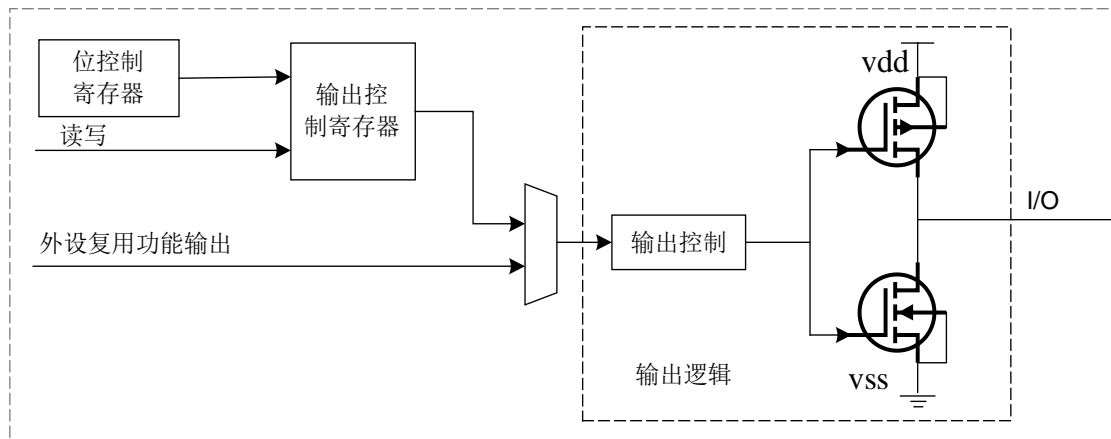 位控制
寄存器
输出控
制寄存器
读写
外设复用功能输出
输出控制
vdd
I/O
vss
输出逻辑